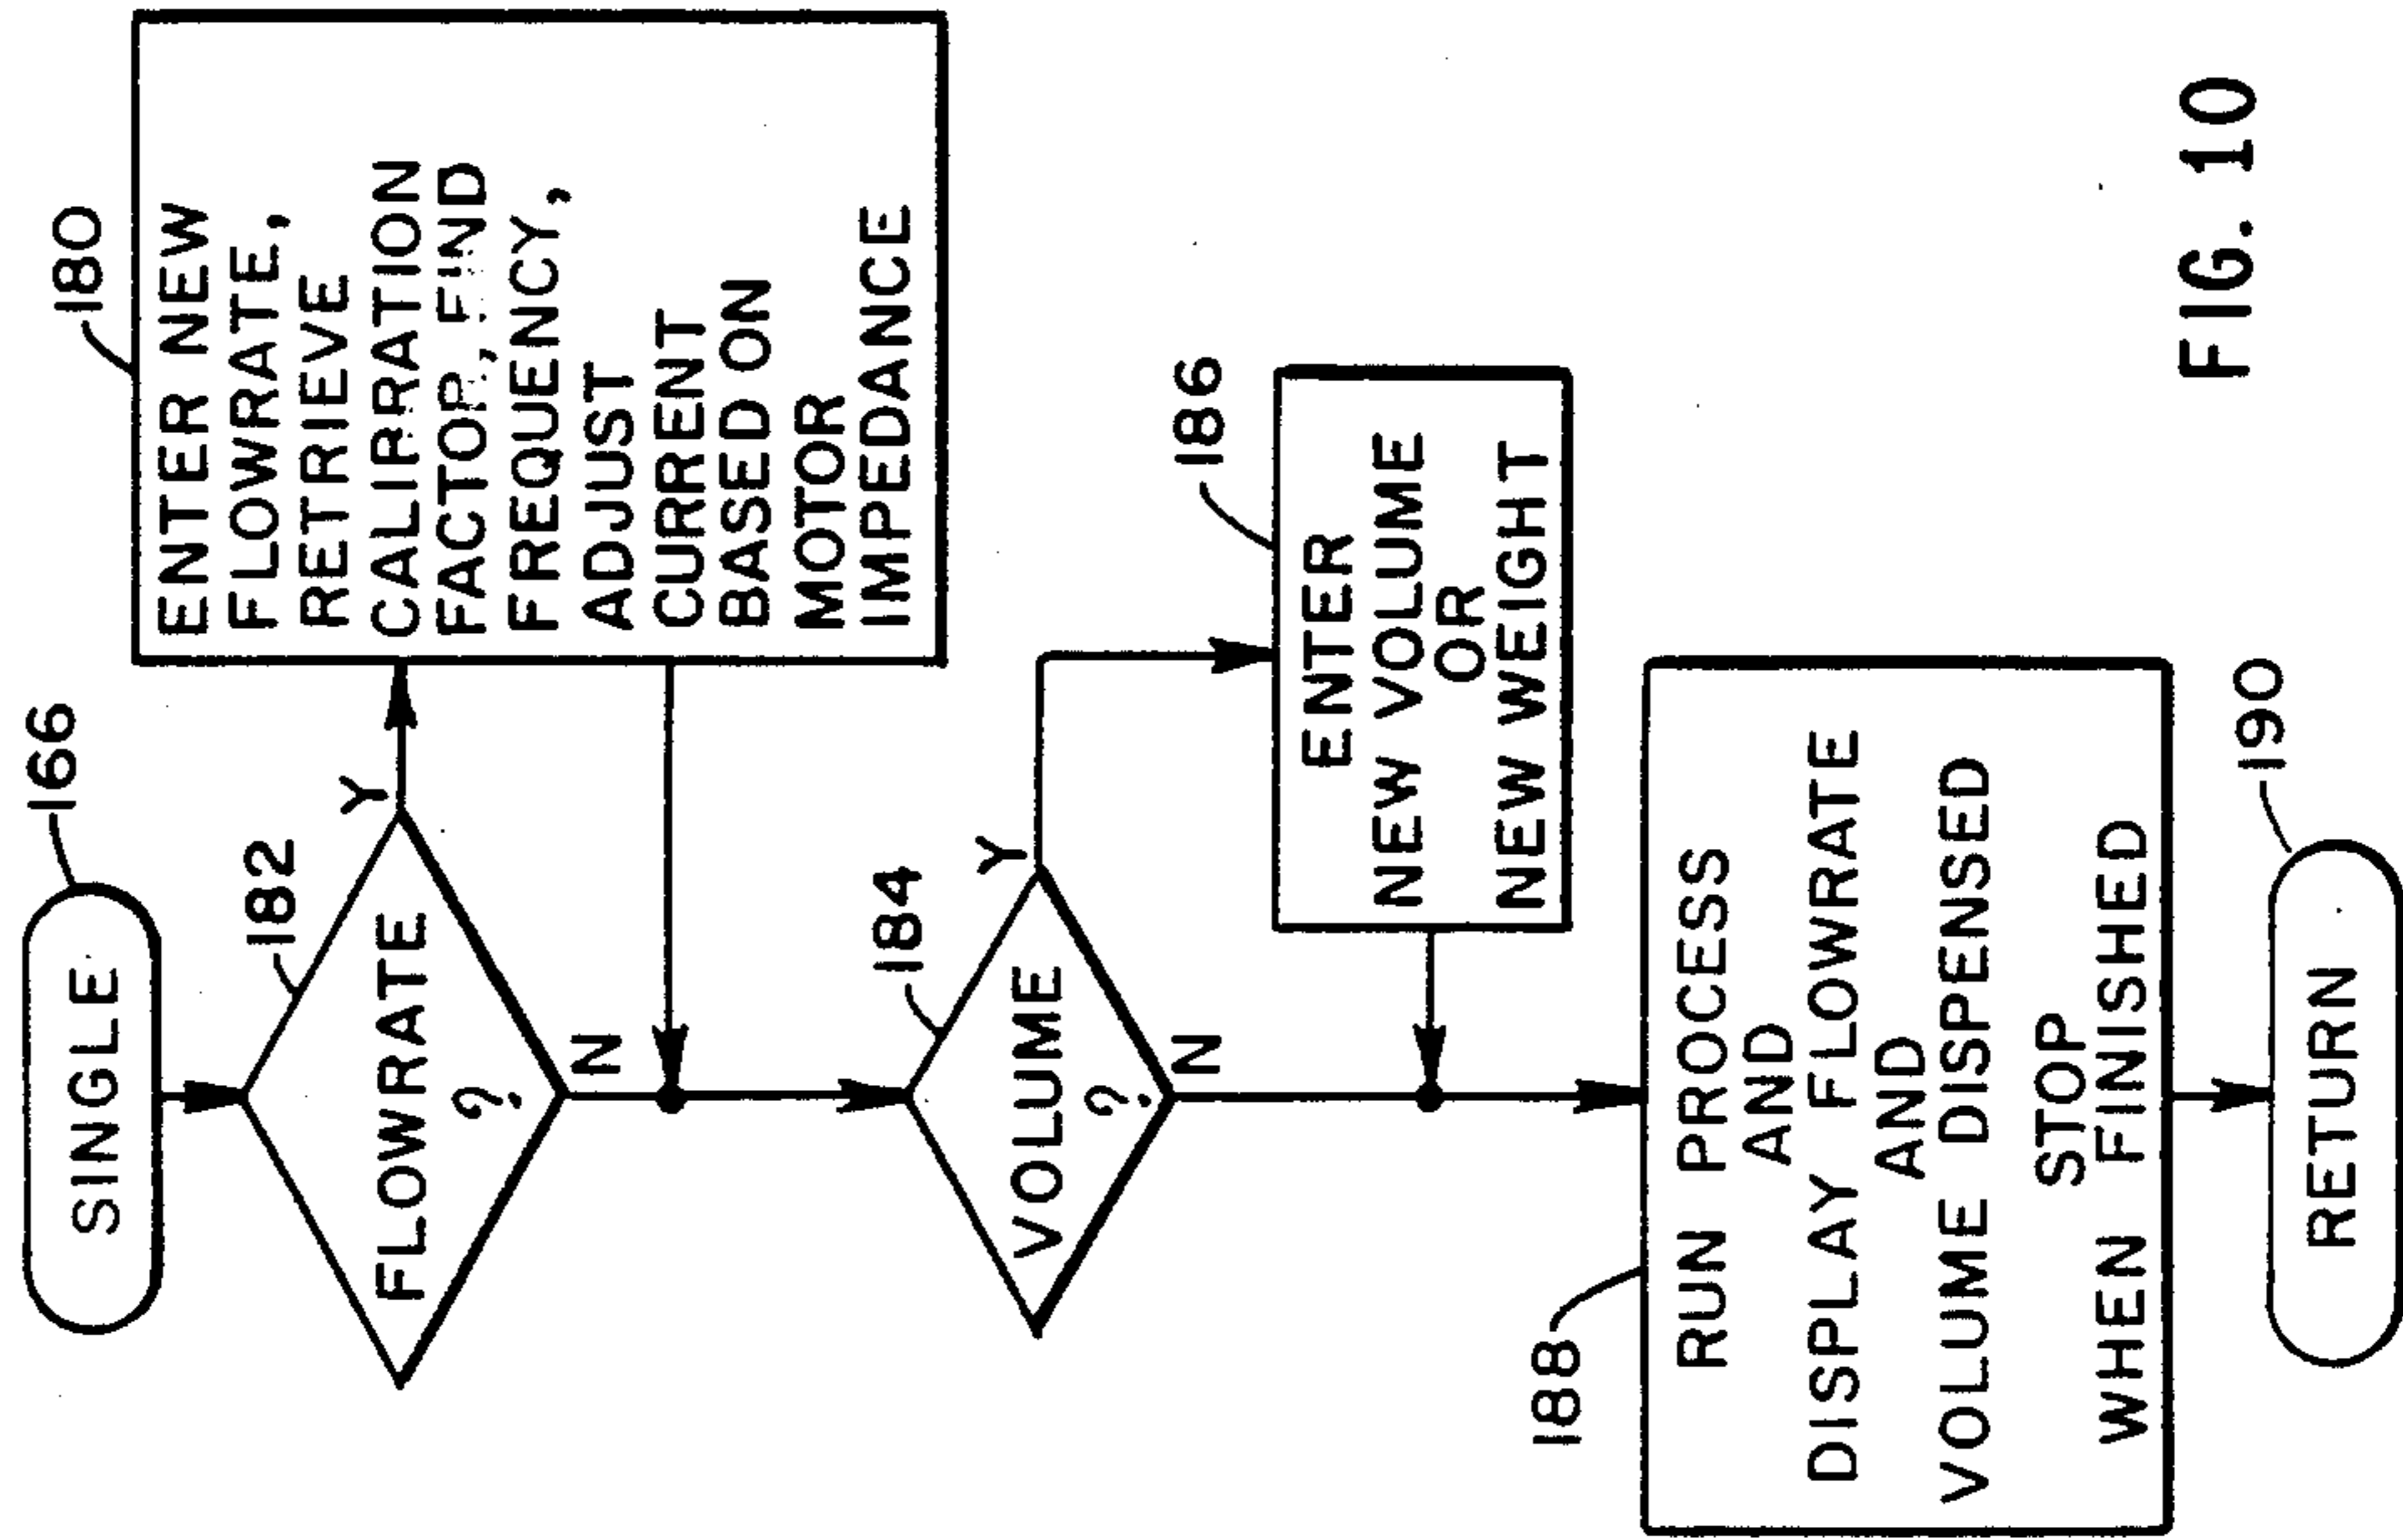 166
SINGLE
182
FLOWRATE
?
Y
N
180
ENTER NEW
FLOWRATE,
RETRIEVE
CALIRRATION
FACTOR, FIND
FREQUENCY,
ADJUST
CURRENT
BASED ON
MOTOR
IMPEDANCE
184
VOLUME
?
Y
N
186
ENTER
NEW VOLUME
OR
NEW WEIGHT
188
RUN PROCESS
AND
DISPLAY FLOWRATE
AND
VOLUME DISPENSED
STOP
WHEN FINISHED
190
RETURN
FIG. 10